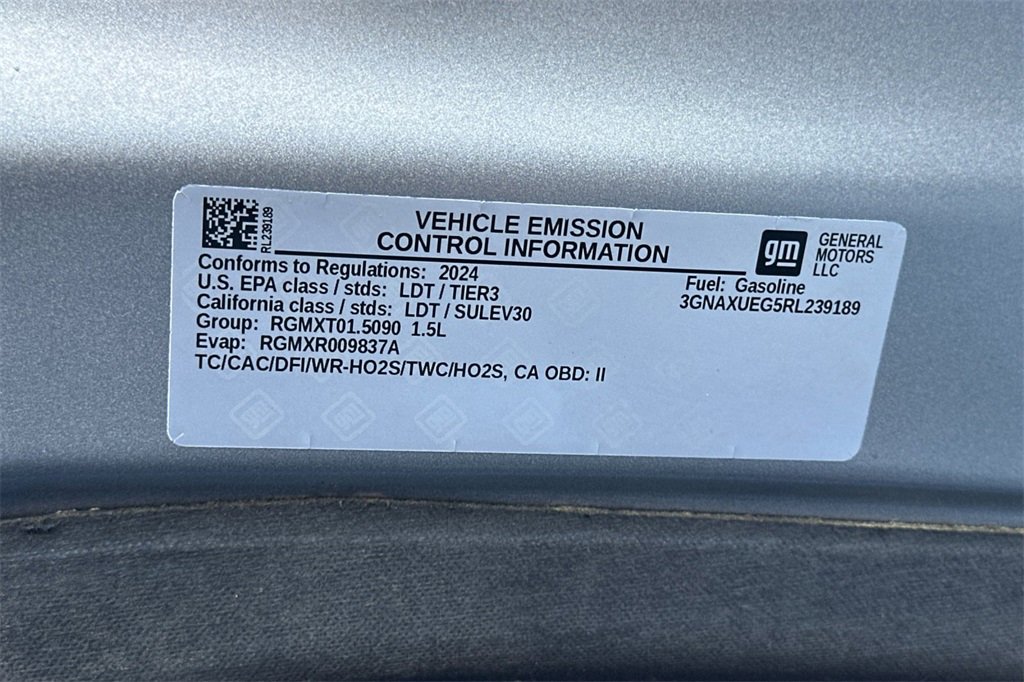 RL239189
VEHICLE EMISSION
CONTROL INFORMATION
gm
GENERAL
MOTORS
LLC
Conforms to Regulations: 2024
U.S. EPA class / stds: LDT / TIER3
California class / stds: LDT / SULEV30
Group: RGMXT01.5090 1.5L
Evap: RGMXR009837A
TC/CAC/DFI/WR-HO2S/TWC/HO2S, CA OBD: II
Fuel: Gasoline
3GNAXUEG5RL239189